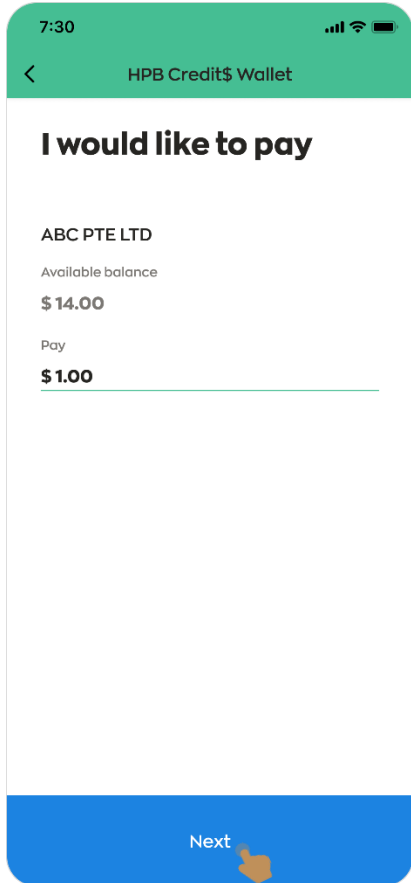 7:30
HPB Credit$ Wallet
I would like to pay
ABC PTE LTD
Available balance
$ 14.00
Pay
$ 1.00
Next